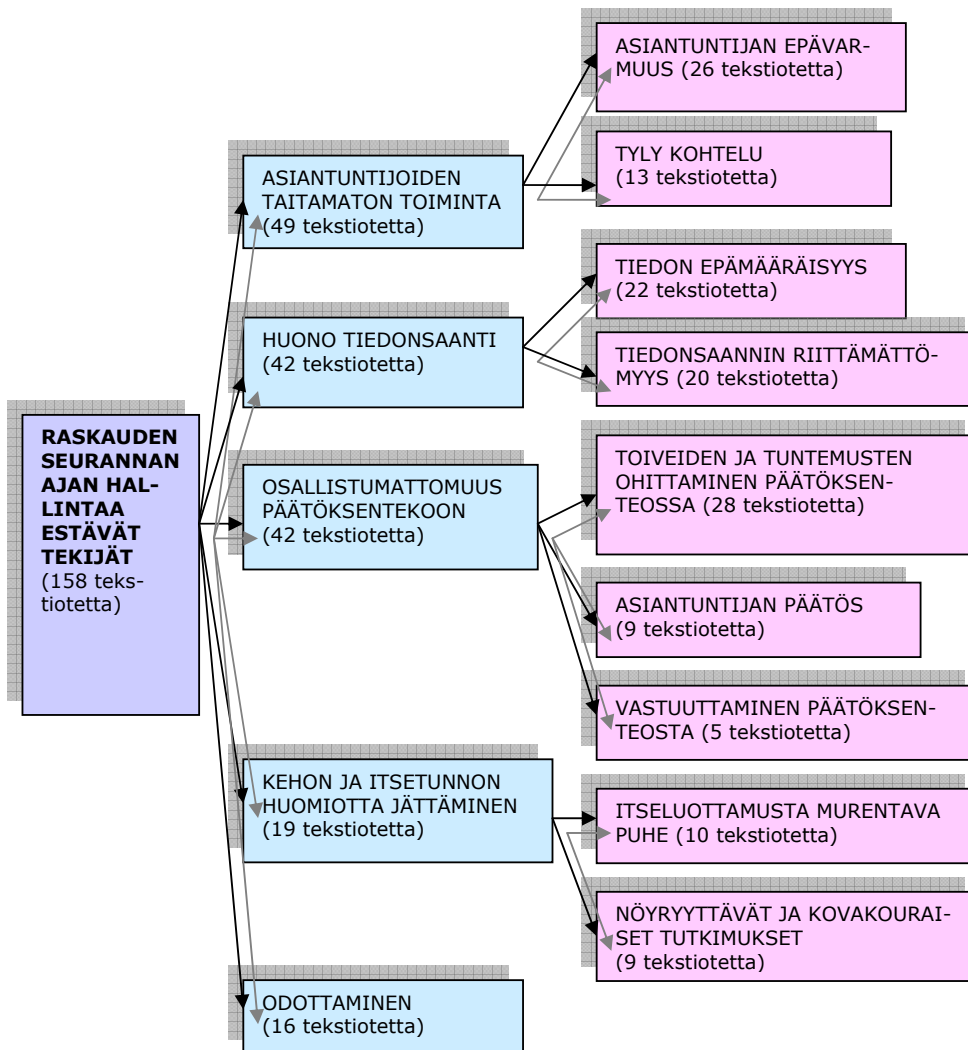 RASKAUDEN
SEURANNAN
AJAN HAL-
LINTAA
ESTÄVÄT
TEKIJÄT
(158 teks-
tiotetta)
ASIANTUNTIJOIDEN
TAITAMATON TOIMINTA
(49 tekstiotetta)
ASIANTUNTIJAN EPÄVAR-
MUUS (26 tekstiotetta)
TYLY KOHTELU
(13 tekstiotetta)
HUONO TIEDONSAANTI
(42 tekstiotetta)
TIEDON EPÄMÄÄRÄISYYS
(22 tekstiotetta)
TIEDONSAANNIN RIITTÄMÄTTÖ-
MYYS (20 tekstiotetta)
OSALLISTUMATTOMUUS
PÄÄTÖKSENTEKOON
(42 tekstiotetta)
TOIVEIDEN JA TUNTEMUSTEN
OHITTAMINEN PÄÄTÖKSEN-
TEOSSA (28 tekstiotetta)
ASIANTUNTIJAN PÄÄTÖS
(9 tekstiotetta)
VASTUUTTAMINEN PÄÄTÖKSEN-
TEOSTA (5 tekstiotetta)
KEHON JA ITSETUNNON
HUOMIOTTA JÄTTÄMINEN
(19 tekstiotetta)
ITSELUOTTAMUSTA MURENTAVA
PUHE (10 tekstiotetta)
NÖYRYYTTÄVÄT JA KOVAKOURAI-
SET TUTKIMUKSET
(9 tekstiotetta)
ODOTTAMINEN
(16 tekstiotetta)